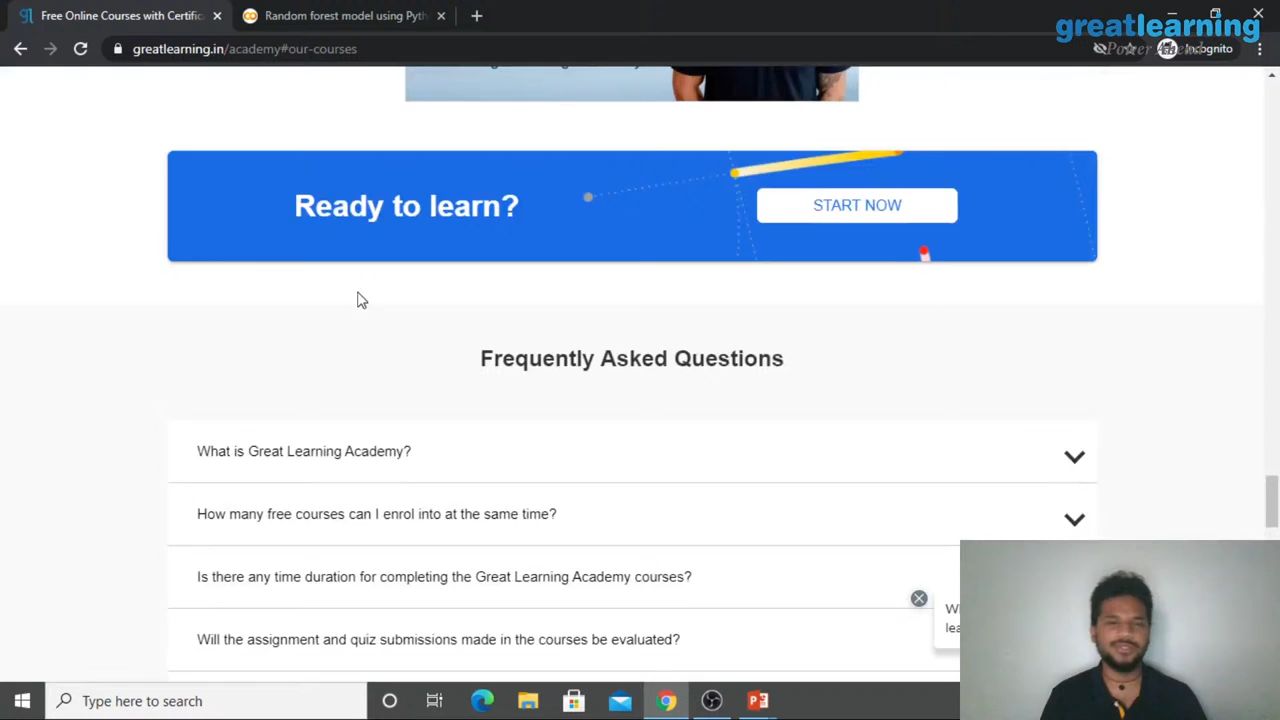 Free Online Courses with Certific
Random forest model using Pyth
greatlearning
Power Ahead
greatlearning.in/academy#our-courses
Incognito
Ready to learn?
START NOW
Frequently Asked Questions
What is Great Learning Academy?
How many free courses can I enrol into at the same time?
Is there any time duration for completing the Great Learning Academy courses?
Will the assignment and quiz submissions made in the courses be evaluated?
Type here to search